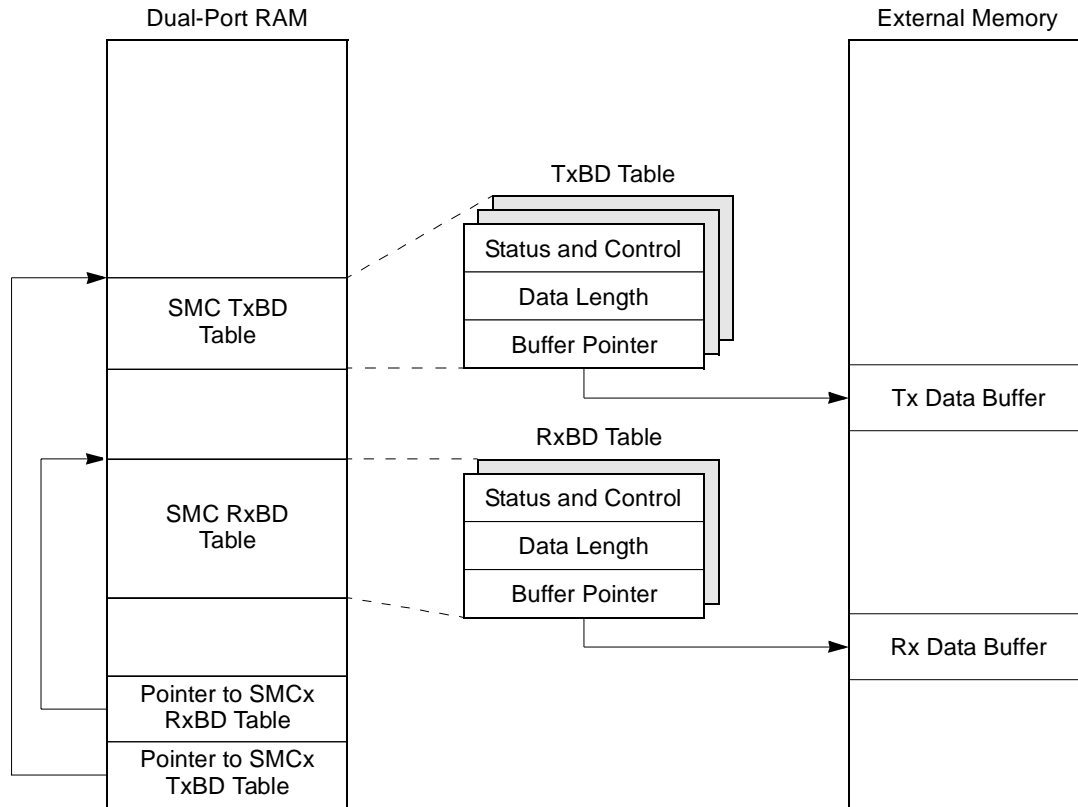 Dual-Port RAM
External Memory
TxBD Table
Status and Control
Data Length
Buffer Pointer
SMC TxBD
Table
Tx Data Buffer
RxBD Table
Status and Control
Data Length
Buffer Pointer
SMC RxBD
Table
Rx Data Buffer
Pointer to SMCx
RxBD Table
Pointer to SMCx
TxBD Table